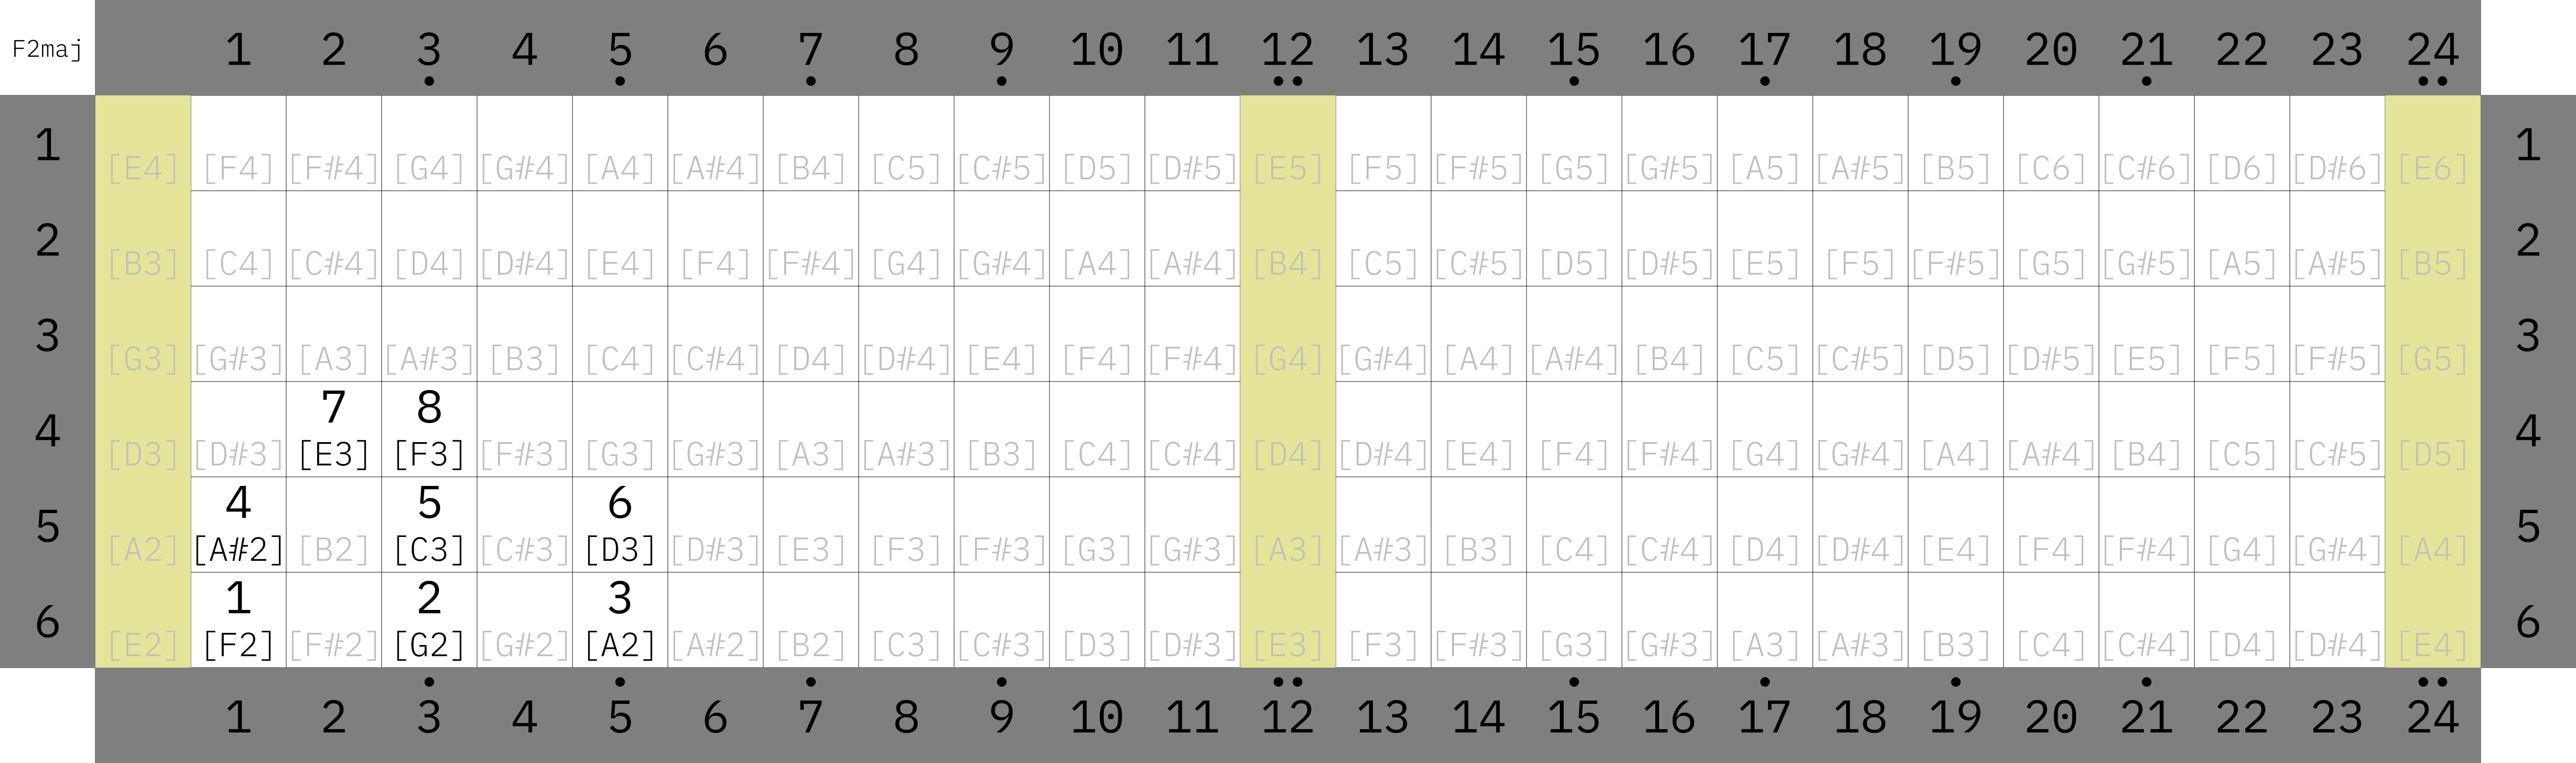 F2maj 1 2 3 4 5 6 7 8 9 10 11 12 13 14 15 16 17 18 19 20 21 22 23 24
1 [E4] [F4] [F#4] [G4] [G#4] [A4] [A#4] [B4] [C5] [C#5] [D5] [D#5] [E5] [F5] [F#5] [G5] [G#5] [A5] [A#5] [B5] [C6] [C#6] [D6] [D#6] [E6] 1
2 [B3] [C4] [C#4] [D4] [D#4] [E4] [F4] [F#4] [G4] [G#4] [A4] [A#4] [B4] [C5] [C#5] [D5] [D#5] [E5] [F5] [F#5] [G5] [G#5] [A5] [A#5] [B5] 2
3 [G3] [G#3] [A3] [A#3] [B3] [C4] [C#4] [D4] [D#4] [E4] [F4] [F#4] [G4] [G#4] [A4] [A#4] [B4] [C5] [C#5] [D5] [D#5] [E5] [F5] [F#5] [G5] 3
7 8
4 [D3] [D#3] [E3] [F3] [F#3] [G3] [G#3] [A3] [A#3] [B3] [C4] [C#4] [D4] [D#4] [E4] [F4] [F#4] [G4] [G#4] [A4] [A#4] [B4] [C5] [C#5] [D5] 4
4 5 6
5 [A2] [A#2] [B2] [C3] [C#3] [D3] [D#3] [E3] [F3] [F#3] [G3] [G#3] [A3] [A#3] [B3] [C4] [C#4] [D4] [D#4] [E4] [F4] [F#4] [G4] [G#4] [A4] 5
1 2 3
6 [E2] [F2] [F#2] [G2] [G#2] [A2] [A#2] [B2] [C3] [C#3] [D3] [D#3] [E3] [F3] [F#3] [G3] [G#3] [A3] [A#3] [B3] [C4] [C#4] [D4] [D#4] [E4] 6
1 2 3 4 5 6 7 8 9 10 11 12 13 14 15 16 17 18 19 20 21 22 23 24